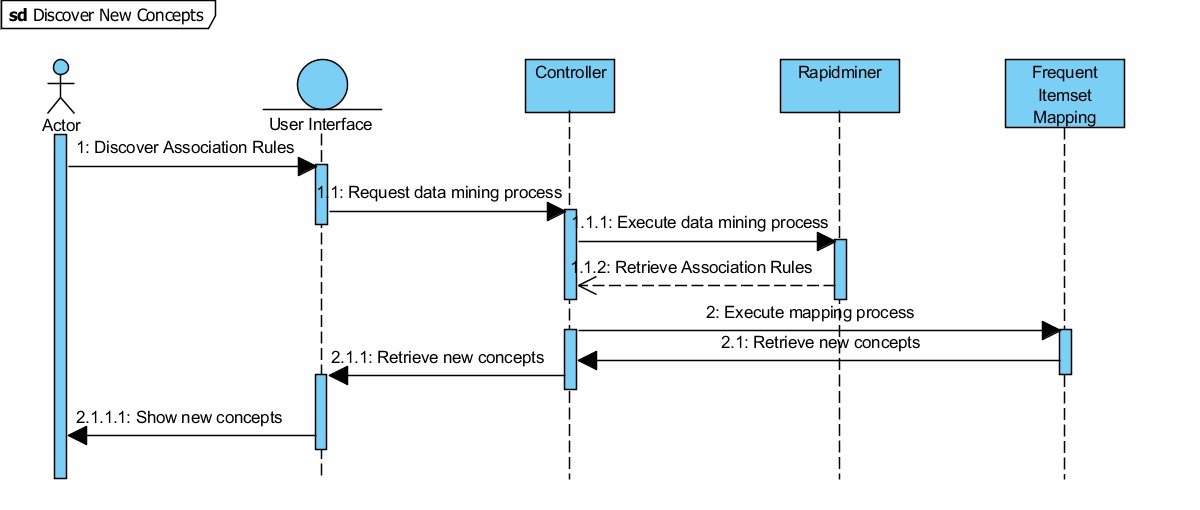 sd Discover New Concepts
Actor
User Interface
Controller
Rapidminer
Frequent
Itemset
Mapping
1: Discover Association Rules
1.1: Request data mining process
1.1.1: Execute data mining process
1.1.2: Retrieve Association Rules
2: Execute mapping process
2.1: Retrieve new concepts
2.1.1: Retrieve new concepts
2.1.1.1: Show new concepts